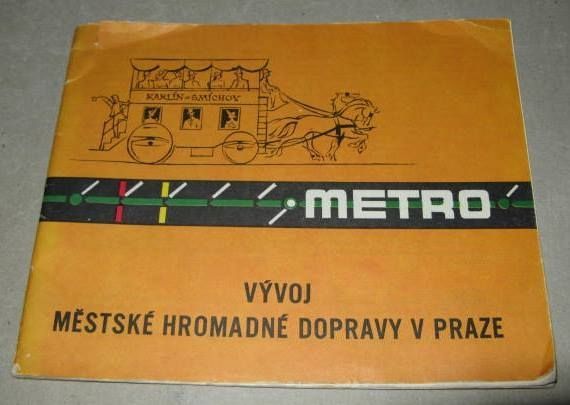 KARLÍN - SMÍCHOV
METRO
VÝVOJ
MĚSTSKÉ HROMADNÉ DOPRAVY V PRAZE